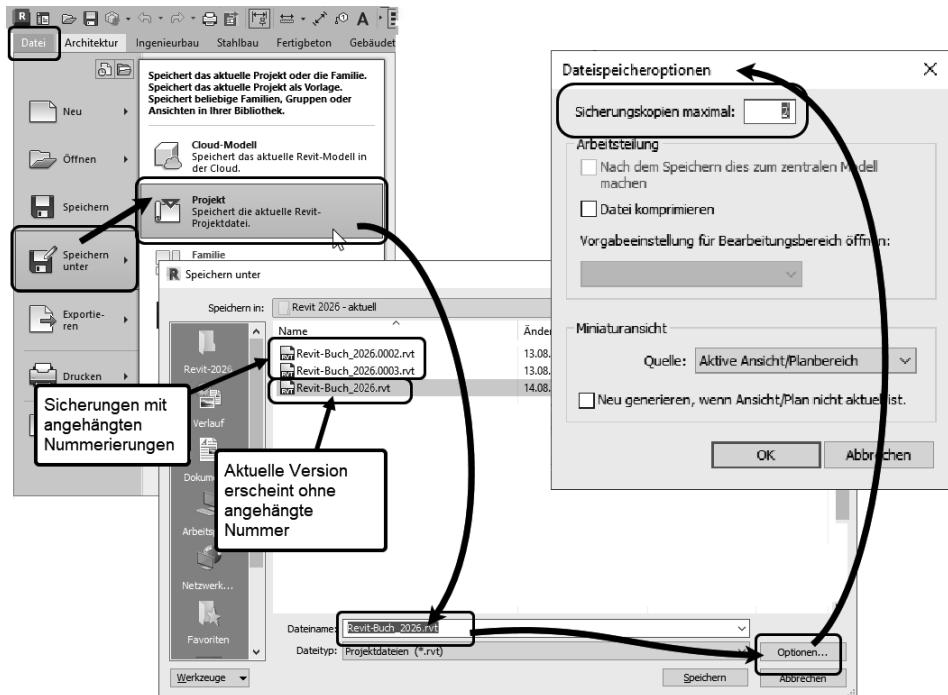 R
A
Datei Architektur Ingenieurbau Stahlbau Fertigbeton Gebäudet
Speichert das aktuelle Projekt oder die Familie.
Speichert das aktuelle Projekt als Vorlage.
Speichert beliebige Familien, Gruppen oder
Ansichten in Ihrer Bibliothek.
Neu
Öffnen
Speichern
Speichern
unter
Exportie-
ren
Drucken
Cloud-Modell
Speichert das aktuelle Revit-Modell in
der Cloud.
Projekt
Speichert die aktuelle Revit-
Projektdatei.
Familie
R Speichern unter
Speichern in: Revit 2026 - aktuell
Name Änder
Revit-Buch_2026.0002.rvt 13.08.
Revit-Buch_2026.0003.rvt 13.08.
Revit-Buch_2026.rvt 14.08.
Revit-2026
Verlauf
Dokum
Arbeits
Netzwerk...
Favoriten
Sicherungen mit
angehängten
Nummerierungen
Aktuelle Version
erscheint ohne
angehängte
Nummer
Dateiname: Revit-Buch_2026.rvt
Dateityp: Projektdateien (*.rvt)
Optionen...
Werkzeuge Speichern Abbrechen
Dateispeicheroptionen
Sicherungskopien maximal: 2
Arbeitsteilung
Nach dem Speichern dies zum zentralen Modell
machen
Datei komprimieren
Vorgabeeinstellung für Bearbeitungsbereich öffnen:
Miniaturansicht
Quelle: Aktive Ansicht/Planbereich
Neu generieren, wenn Ansicht/Plan nicht aktuell ist.
OK Abbrechen